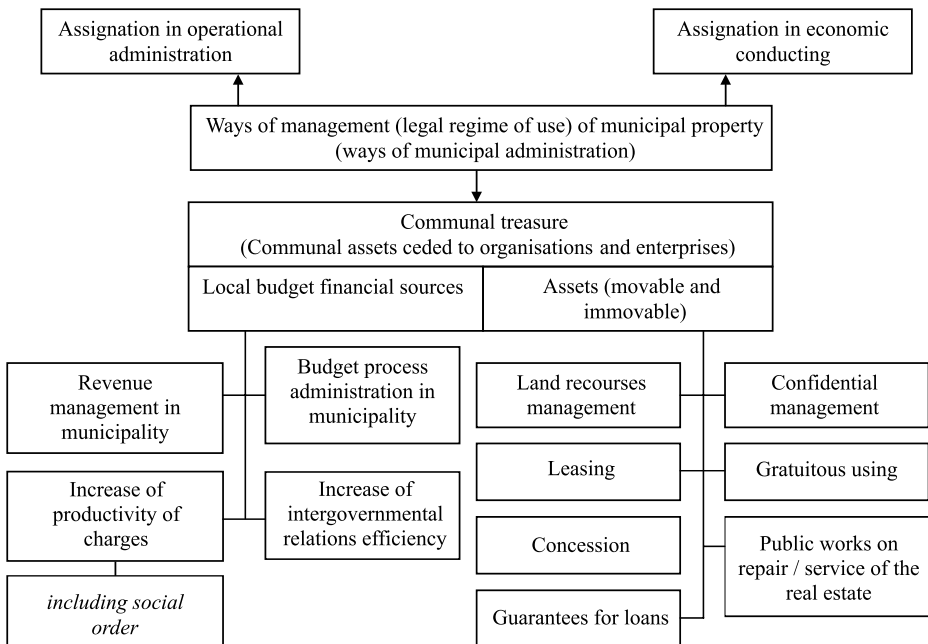 Assignation in operational
administration
Assignation in economic
conducting
Ways of management (legal regime of use) of municipal property
(ways of municipal administration)
Communal treasure
(Communal assets ceded to organisations and enterprises)
Local budget financial sources
Assets (movable and
immovable)
Revenue
management in
municipality
Budget process
administration in
municipality
Land recourses
management
Confidential
management
Increase of
productivity of
charges
Increase of
intergovernmental
relations efficiency
Leasing
Gratuitous using
Concession
Public works on
repair / service of the
real estate
including social
order
Guarantees for loans